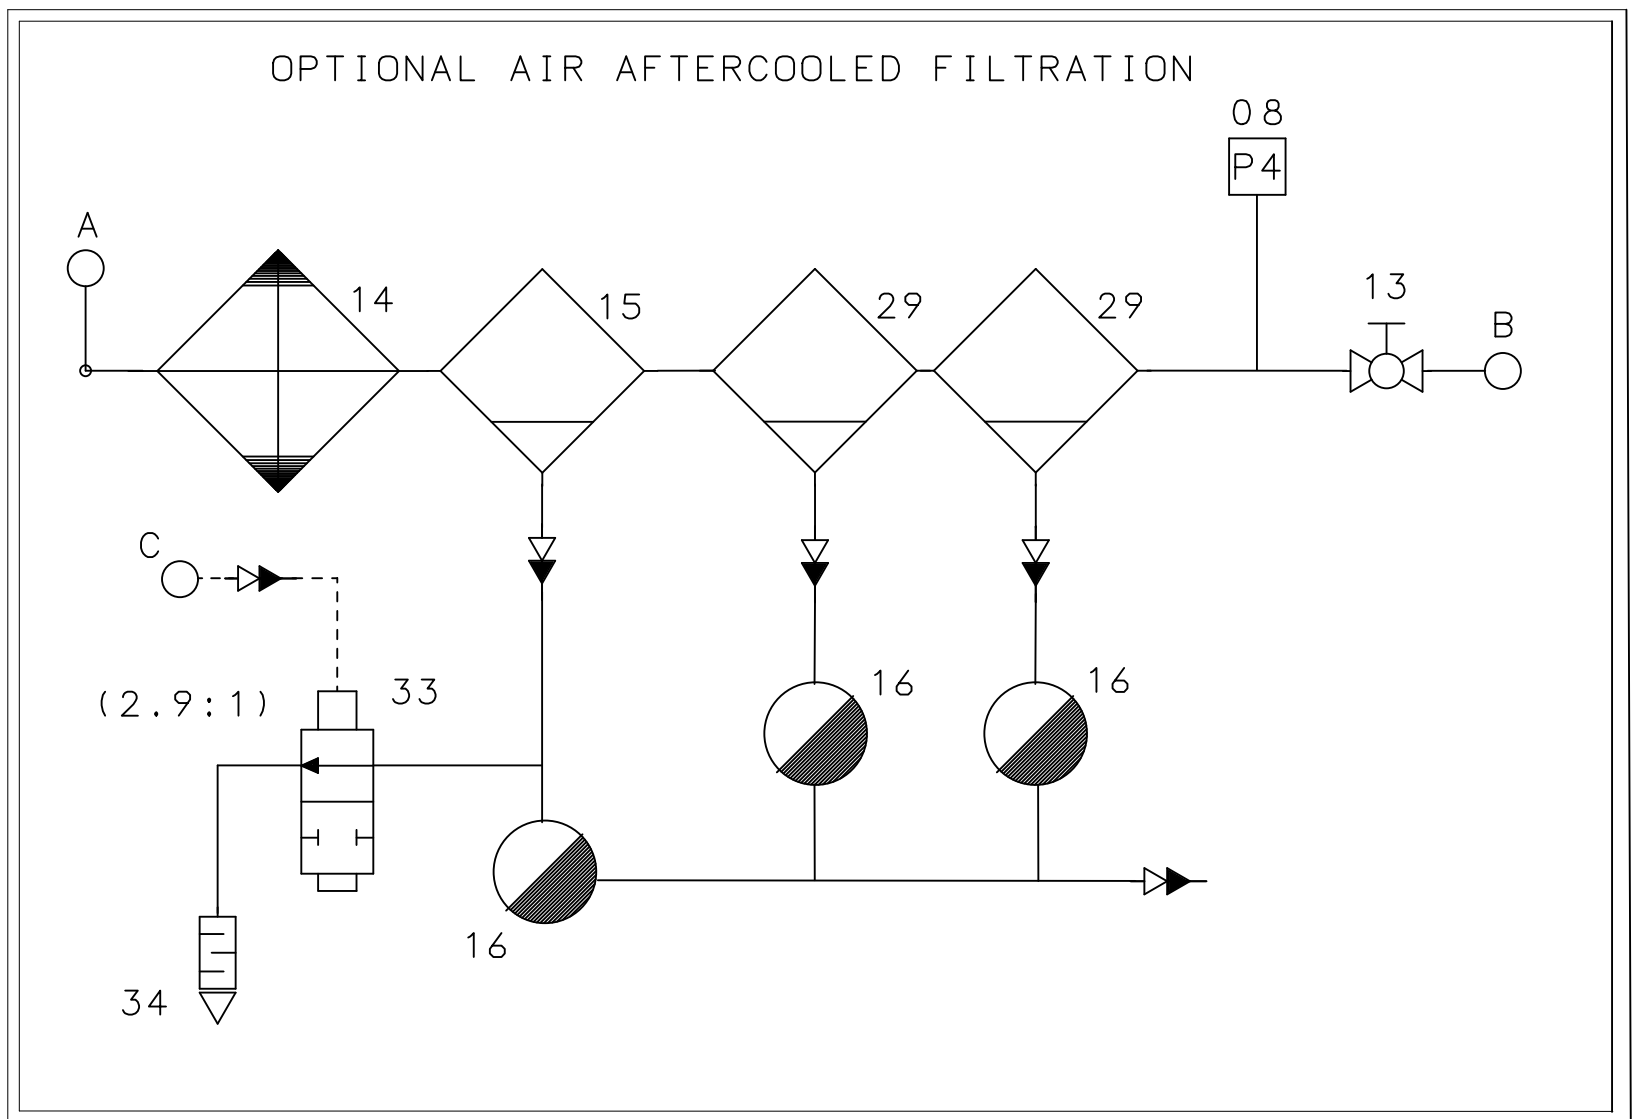 OPTIONAL AIR AFTERCOOLED FILTRATION
08
P4
A
14
15
29
29
13
B
C
(2.9:1)
33
16
16
16
34